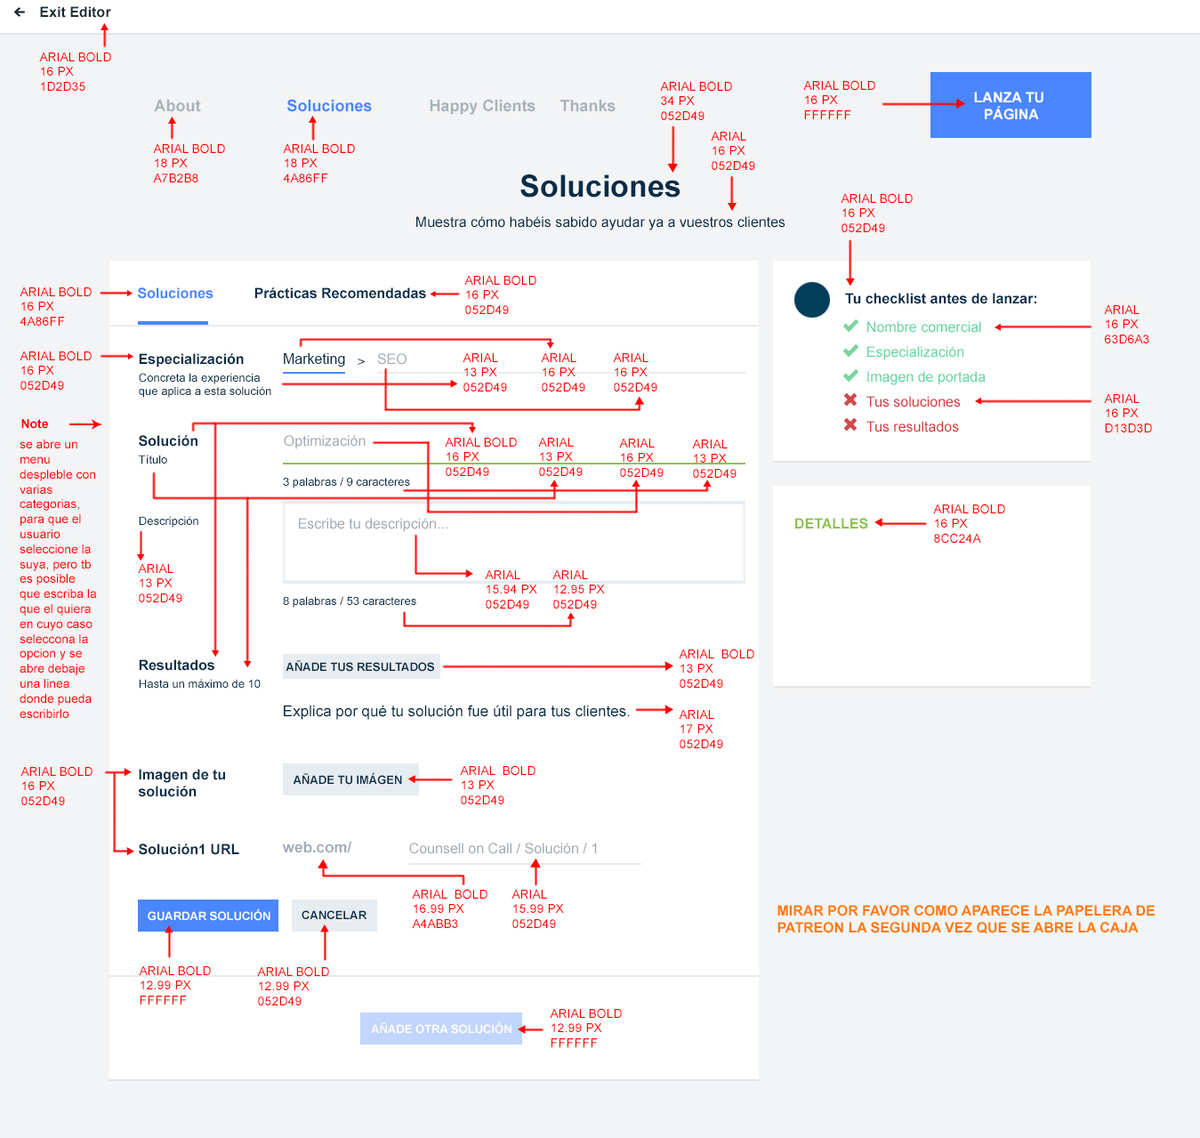 Exit Editor
ARIAL BOLD
16 PX
1D2D35
About
ARIAL BOLD
18 PX
A7B2B8
Soluciones
ARIAL BOLD
18 PX
4A86FF
Happy Clients
Thanks
ARIAL BOLD
34 PX
052D49
ARIAL
16 PX
052D49
ARIAL BOLD
16 PX
FFFFFF
LANZA TU
PÁGINA
Soluciones
Muestra cómo habéis sabido ayudar ya a vuestros clientes
ARIAL BOLD
16 PX
052D49
ARIAL BOLD
16 PX
4A86FF
Soluciones
Prácticas Recomendadas
ARIAL BOLD
16 PX
052D49
Tu checklist antes de lanzar:
Nombre comercial
Especialización
Imagen de portada
Tus soluciones
Tus resultados
ARIAL
16 PX
63D6A3
ARIAL
16 PX
D13D3D
ARIAL BOLD
16 PX
052D49
Especialización
Concreta la experiencia
que aplica a esta solución
Marketing > SEO
ARIAL
13 PX
052D49
ARIAL
16 PX
052D49
ARIAL
16 PX
052D49
Note
se abre un
menu
despleble con
varias
categorias,
para que el
usuario
seleccione la
suya, pero tb
es posible
que escriba la
que el quiera
en cuyo caso
seleccona la
opcion y se
abre debaje
una linea
donde pueda
escribirlo
Solución
Título
Optimización
ARIAL BOLD
16 PX
052D49
ARIAL
13 PX
052D49
ARIAL
16 PX
052D49
ARIAL
13 PX
052D49
3 palabras / 9 caracteres
Descripción
ARIAL
13 PX
052D49
Escribe tu descripción...
ARIAL
15.94 PX
052D49
ARIAL
12.95 PX
052D49
8 palabras / 53 caracteres
DETALLES
ARIAL BOLD
16 PX
8CC24A
Resultados
Hasta un máximo de 10
AÑADE TUS RESULTADOS
ARIAL BOLD
13 PX
052D49
Explica por qué tu solución fue útil para tus clientes.
ARIAL
17 PX
052D49
ARIAL BOLD
16 PX
052D49
Imagen de tu
solución
AÑADE TU IMÁGEN
ARIAL BOLD
13 PX
052D49
Solución1 URL
web.com/
Counsell on Call / Solución / 1
ARIAL BOLD
16.99 PX
A4ABB3
ARIAL
15.99 PX
052D49
GUARDAR SOLUCIÓN
CANCELAR
ARIAL BOLD
12.99 PX
FFFFFF
ARIAL BOLD
12.99 PX
052D49
MIRAR POR FAVOR COMO APARECE LA PAPELERA DE
PATREON LA SEGUNDA VEZ QUE SE ABRE LA CAJA
AÑADE OTRA SOLUCIÓN
ARIAL BOLD
12.99 PX
FFFFFF